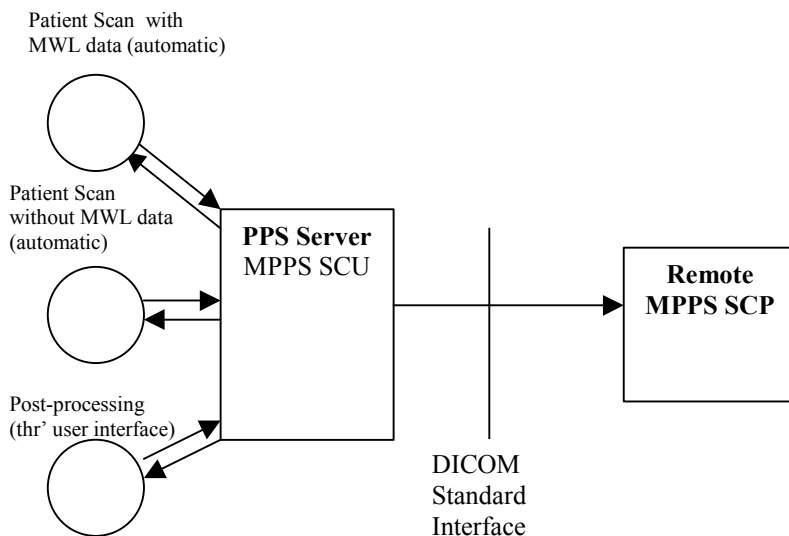 Patient Scan  with
MWL data (automatic)
Patient Scan
without MWL data
(automatic)
PPS Server
MPPS SCU
Remote
MPPS SCP
Post-processing
(thr’ user interface)
DICOM
Standard
Interface